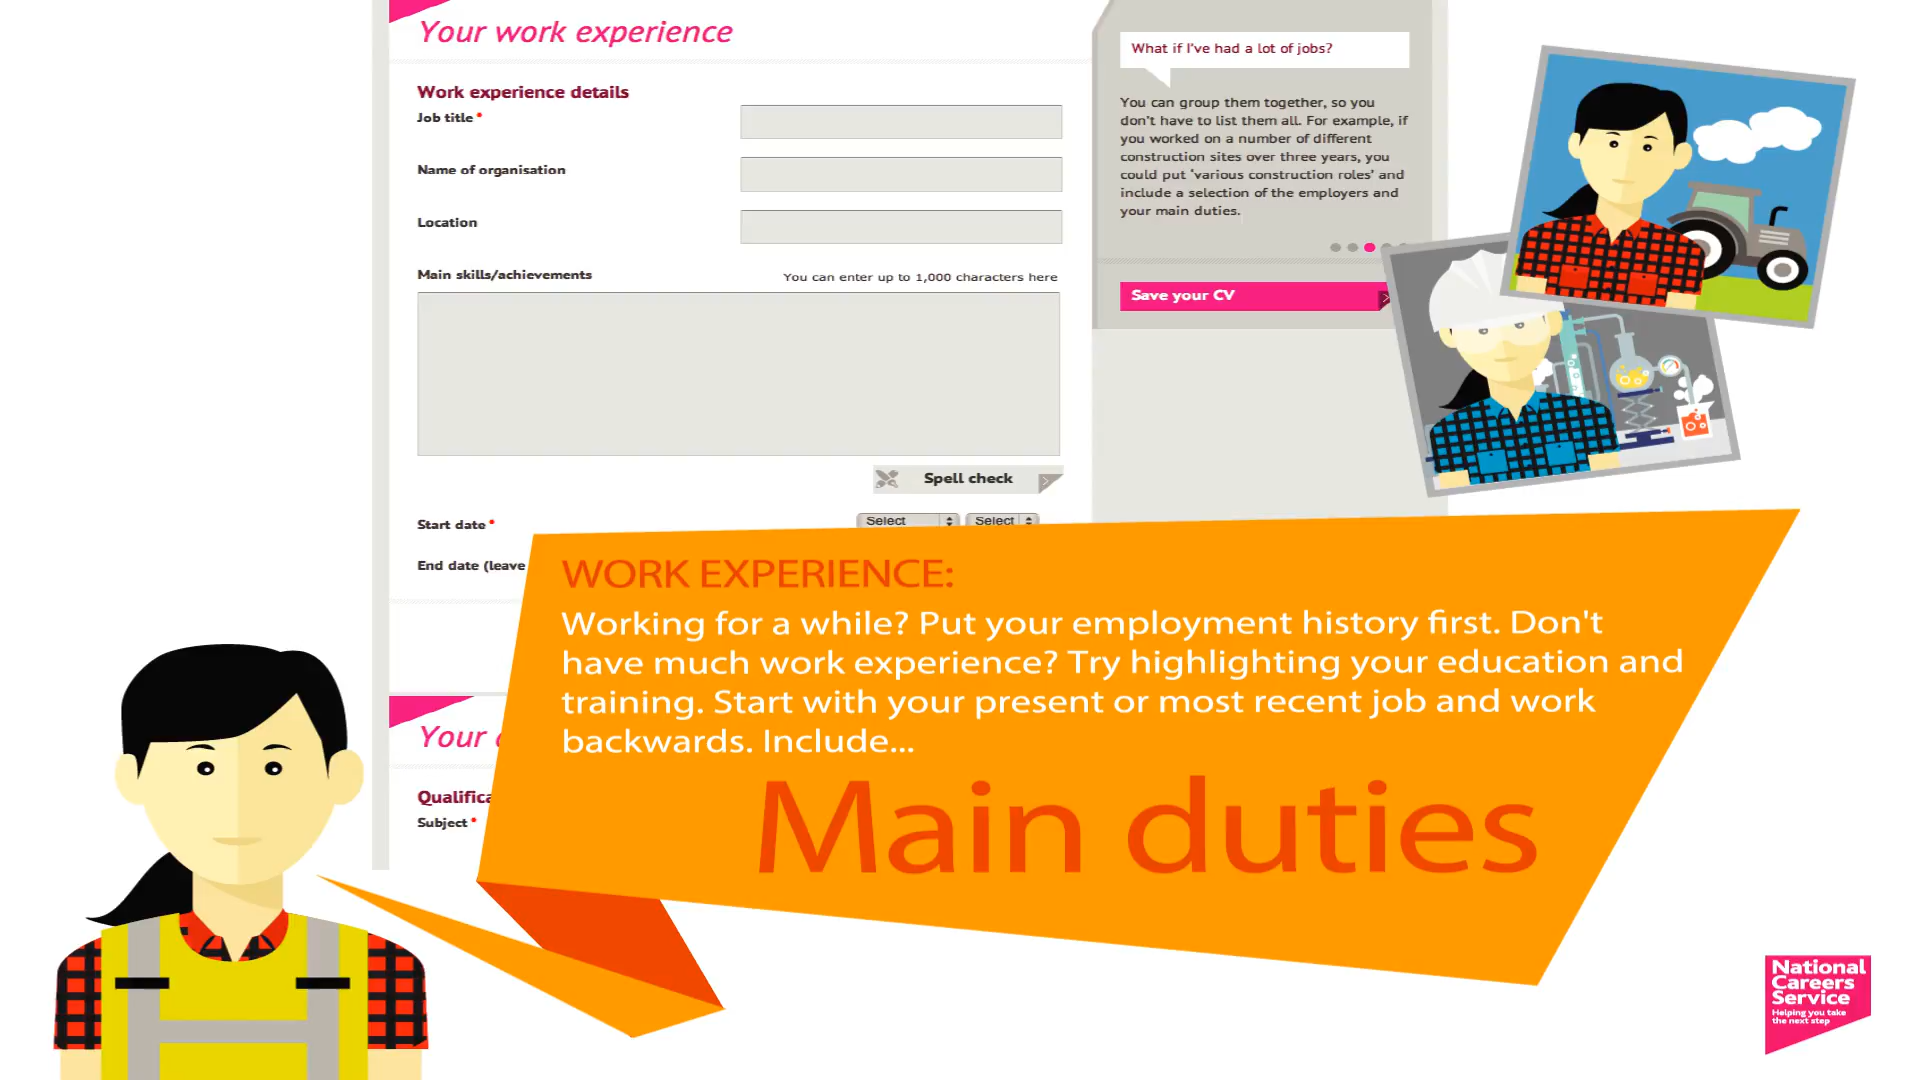 Your work experience
Work experience details
Job title *
Name of organisation
Location
Main skills/achievements
You can enter up to 1,000 characters here
Spell check
Start date *
Select
Select
End date (leave
Your
Subject *
What if I've had a lot of jobs?
You can group them together, so you
don't have to list them all. For example, if
you worked on a number of different
construction sites over three years, you
could put 'various construction roles' and
include a selection of the employers and
your main duties.
Save your CV
WORK EXPERIENCE:
Working for a while? Put your employment history first. Don't
have much work experience? Try highlighting your education and
training. Start with your present or most recent job and work
backwards. Include...
Main duties
National
Careers
Service
Helping you take
the next step